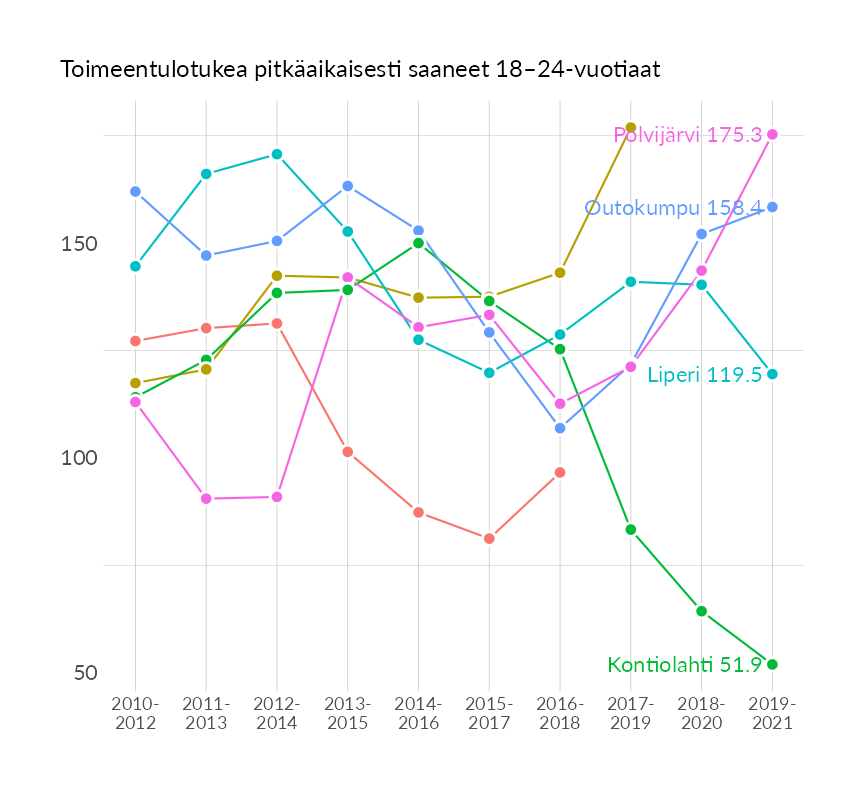 Toimeentulotukea pitkäaikaisesti saaneet 18–24-vuotiaat
Polvijärvi 175.3
Outokumpu 158.4
150
Liperi 119.5
100
Kontiolahti 51.9
50
2010- 2011- 2012- 2013- 2014- 2015- 2016- 2017- 2018- 2019-
2012 2013 2014 2015 2016 2017 2018 2019 2020 2021